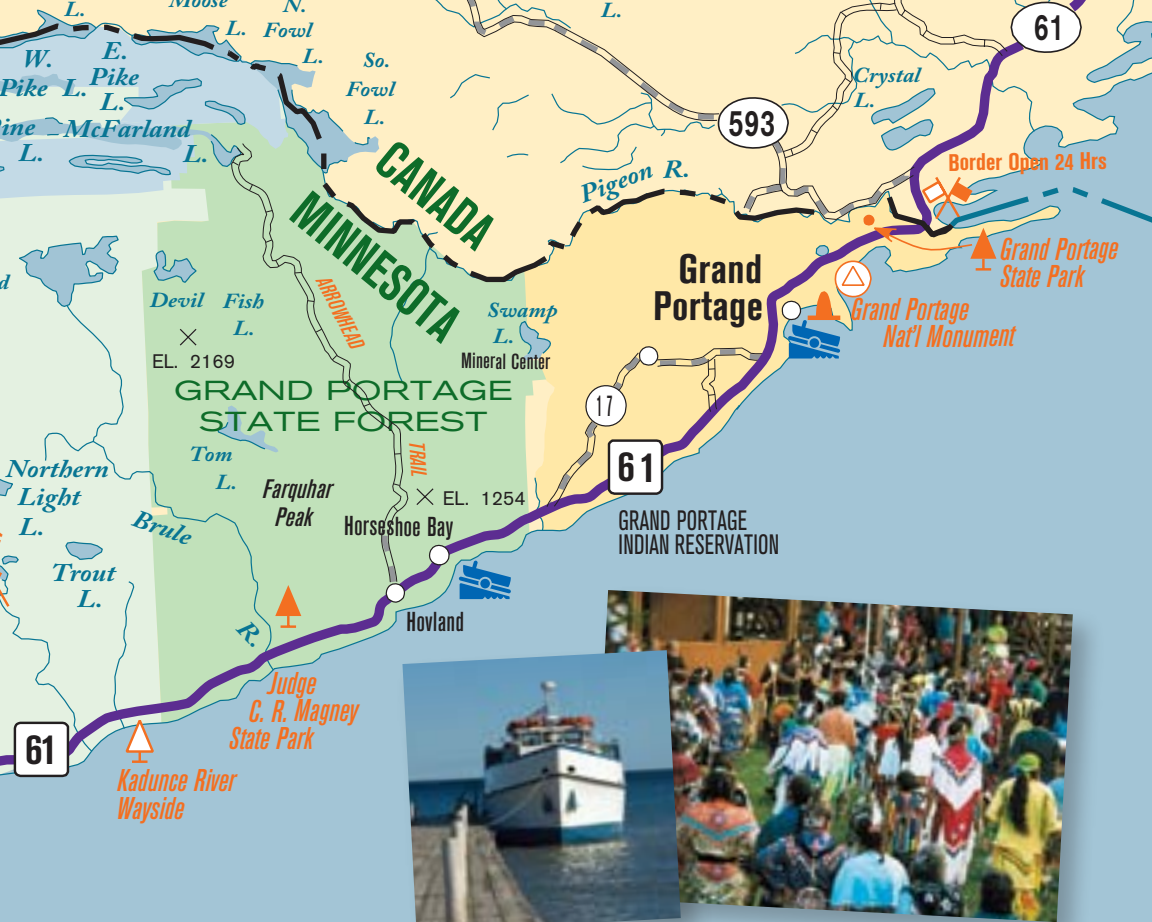 L.
Moose
L.
N.
Fowl
L.
L.
61
W.
Pike L.
E.
Pike
L.
So.
Fowl
L.
Crystal
L.
593
McFarland
L.
L.
CANADA
MINNESOTA
Pigeon R.
Border Open 24 Hrs
Grand Portage
State Park
Grand
Portage
Grand Portage
Nat'l Monument
Devil
Fish
L.
EL. 2169
ARROWHEAD
TRAIL
Swamp
L.
Mineral Center
GRAND PORTAGE
STATE FOREST
17
Tom
L.
Northern
Light
L.
Farquhar
Peak
EL. 1254
61
Brule
R.
Horseshoe Bay
GRAND PORTAGE
INDIAN RESERVATION
Trout
L.
Hovland
Judge
C. R. Magney
State Park
61
Kadunce River
Wayside